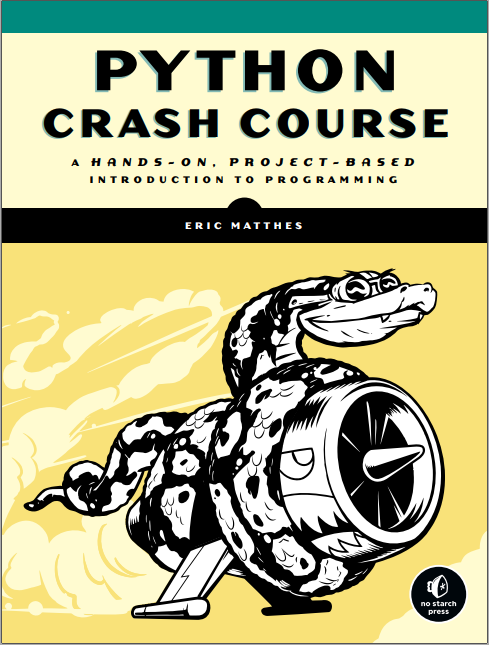 PYTHON
CRASH COURSE
A HANDS-ON, PROJECT-BASED
INTRODUCTION TO PROGRAMMING
ERIC MATTHES
no starch
press